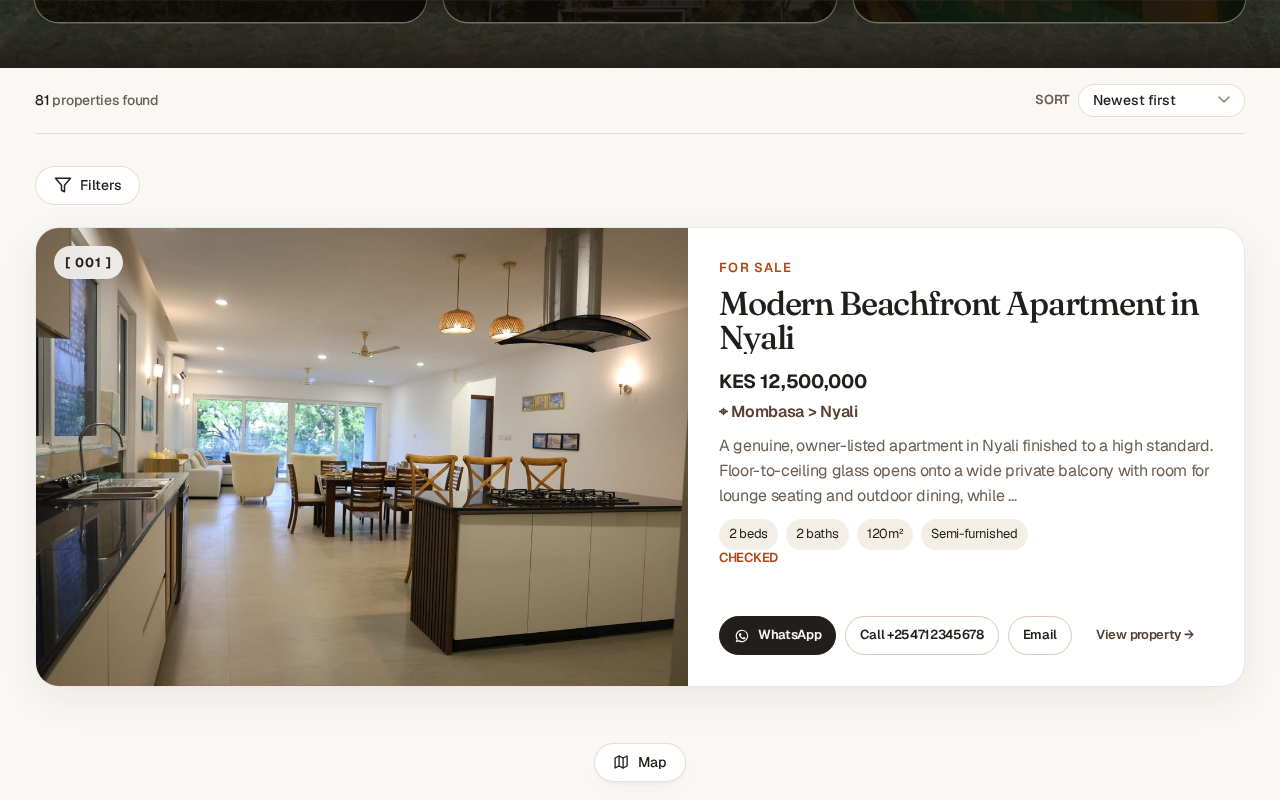 81 properties found
SORT
Newest first
Filters
[ 001 ]
FOR SALE
Modern Beachfront Apartment in
Nyali
KES 12,500,000
⌖ Mombasa > Nyali
A genuine, owner-listed apartment in Nyali finished to a high standard.
Floor-to-ceiling glass opens onto a wide private balcony with room for
lounge seating and outdoor dining, while ...
2 beds
2 baths
120m²
Semi-furnished
CHECKED
WhatsApp
Call +254712345678
Email
View property →
Map